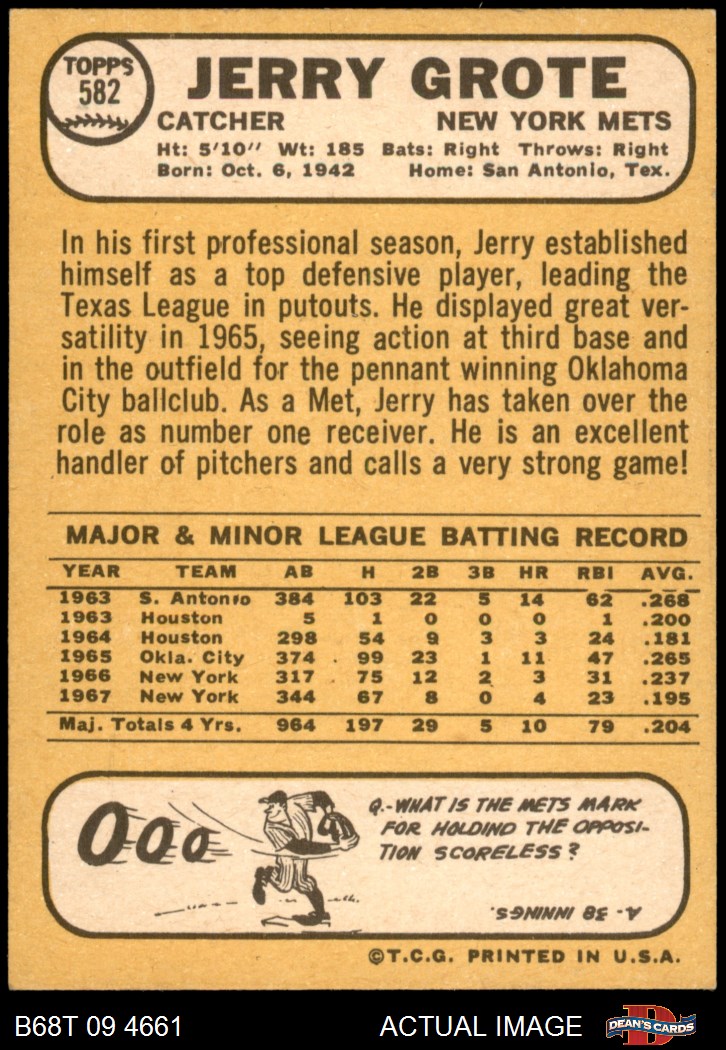 TOPPS
582
JERRY GROTE
CATCHER NEW YORK METS
Ht: 5'10" Wt: 185 Bats: Right Throws: Right
Born: Oct. 6, 1942 Home: San Antonio, Tex.
In his first professional season, Jerry established
himself as a top defensive player, leading the
Texas League in putouts. He displayed great ver-
satility in 1965, seeing action at third base and
in the outfield for the pennant winning Oklahoma
City ballclub. As a Met, Jerry has taken over the
role as number one receiver. He is an excellent
handler of pitchers and calls a very strong game!
MAJOR & MINOR LEAGUE BATTING RECORD
YEAR TEAM AB H 2B 3B HR RBI AVG.
1963 S. Antonio 384 103 22 5 14 62 .268
1963 Houston 5 1 0 0 0 1 .200
1964 Houston 298 54 9 3 3 24 .181
1965 Okla. City 374 99 23 1 11 47 .265
1966 New York 317 75 12 2 3 31 .237
1967 New York 344 67 8 0 4 23 .195
Maj. Totals 4 Yrs. 964 197 29 5 10 79 .204
000
Q.-WHAT IS THE METS MARK
FOR HOLDIND THE OPPOSI-
TION SCORELESS?
A- 38 INNINGS.
©T.C.G. PRINTED IN U.S.A.
B68T 09 4661 ACTUAL IMAGE D DEAN'S CARDS